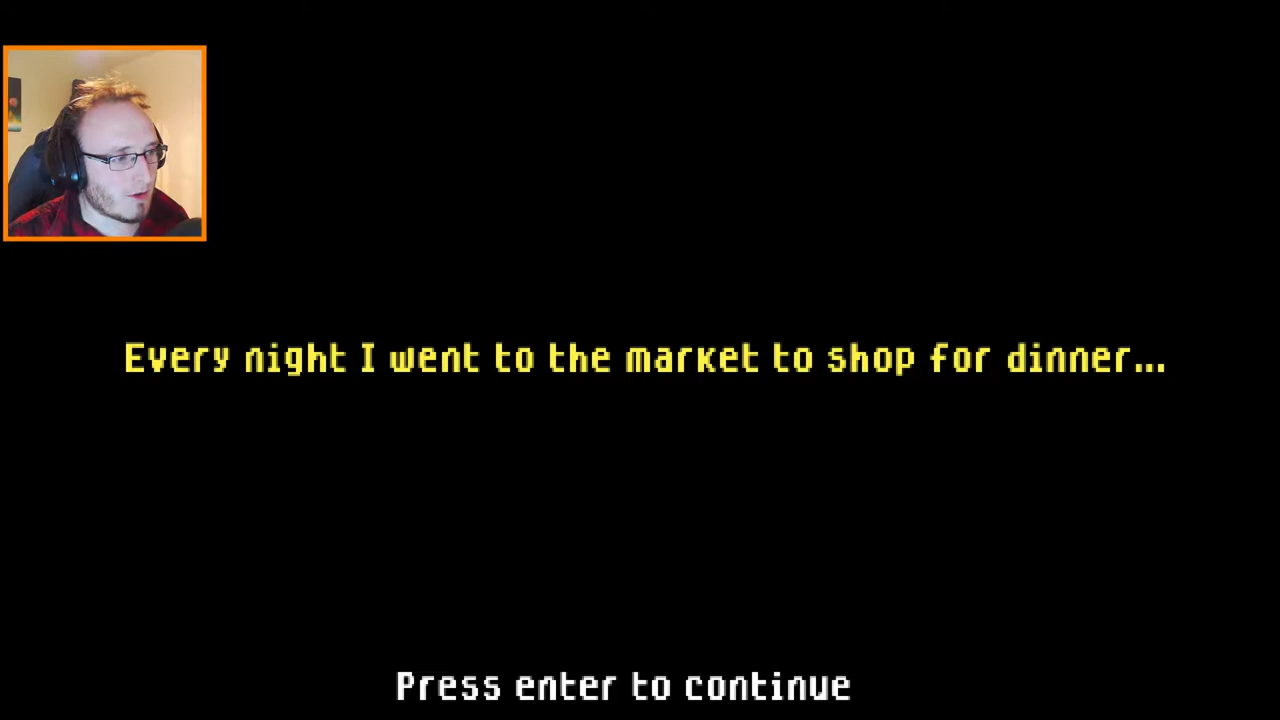 Every night I went to the market to shop for dinner...
Press enter to continue